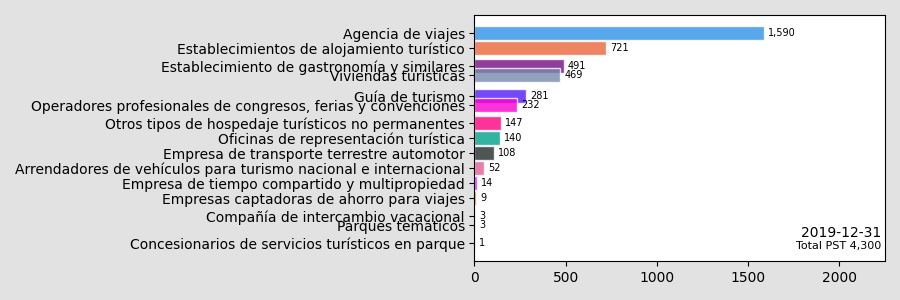 Agencia de viajes 1,590
Establecimientos de alojamiento turístico 721
Establecimiento de gastronomía y similares 491
Viviendas turísticas 469
Guía de turismo 281
Operadores profesionales de congresos, ferias y convenciones 232
Otros tipos de hospedaje turísticos no permanentes 147
Oficinas de representación turística 140
Empresa de transporte terrestre automotor 108
Arrendadores de vehículos para turismo nacional e internacional 52
Empresa de tiempo compartido y multipropiedad 14
Empresas captadoras de ahorro para viajes 9
Compañía de intercambio vacacional 3
Parques temáticos 3
Concesionarios de servicios turísticos en parque 1
2019-12-31
Total PST 4,300
0 500 1000 1500 2000